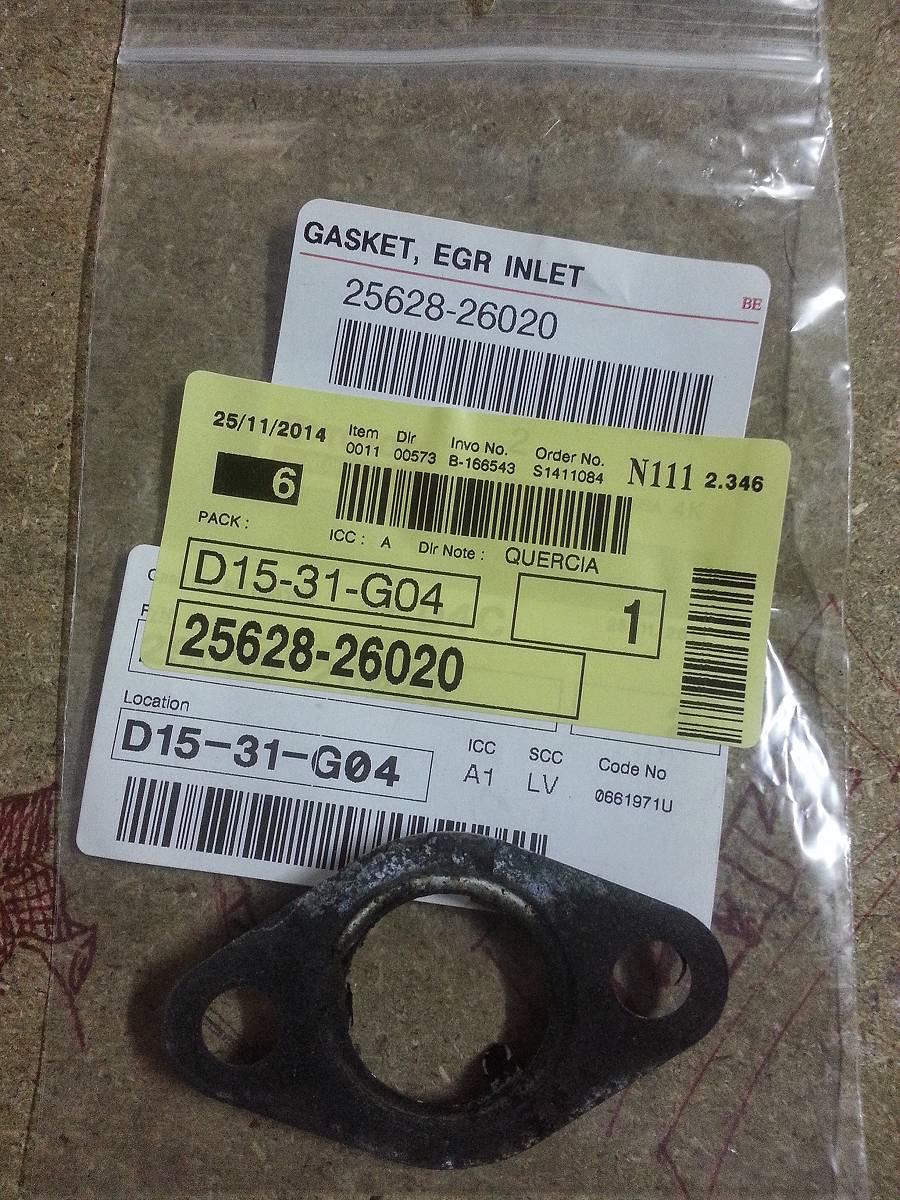 GASKET, EGR INLET
BE
25628-26020
25/11/2014
Item Dlr Invo No. Order No.
0011 00573 B-166543 S1411084
N111 2.346
6
PACK :
ICC : A Dlr Note : QUERCIA
D15-31-G04
1
25628-26020
Location
D15-31-G04
ICC SCC Code No
A1 LV 0661971U